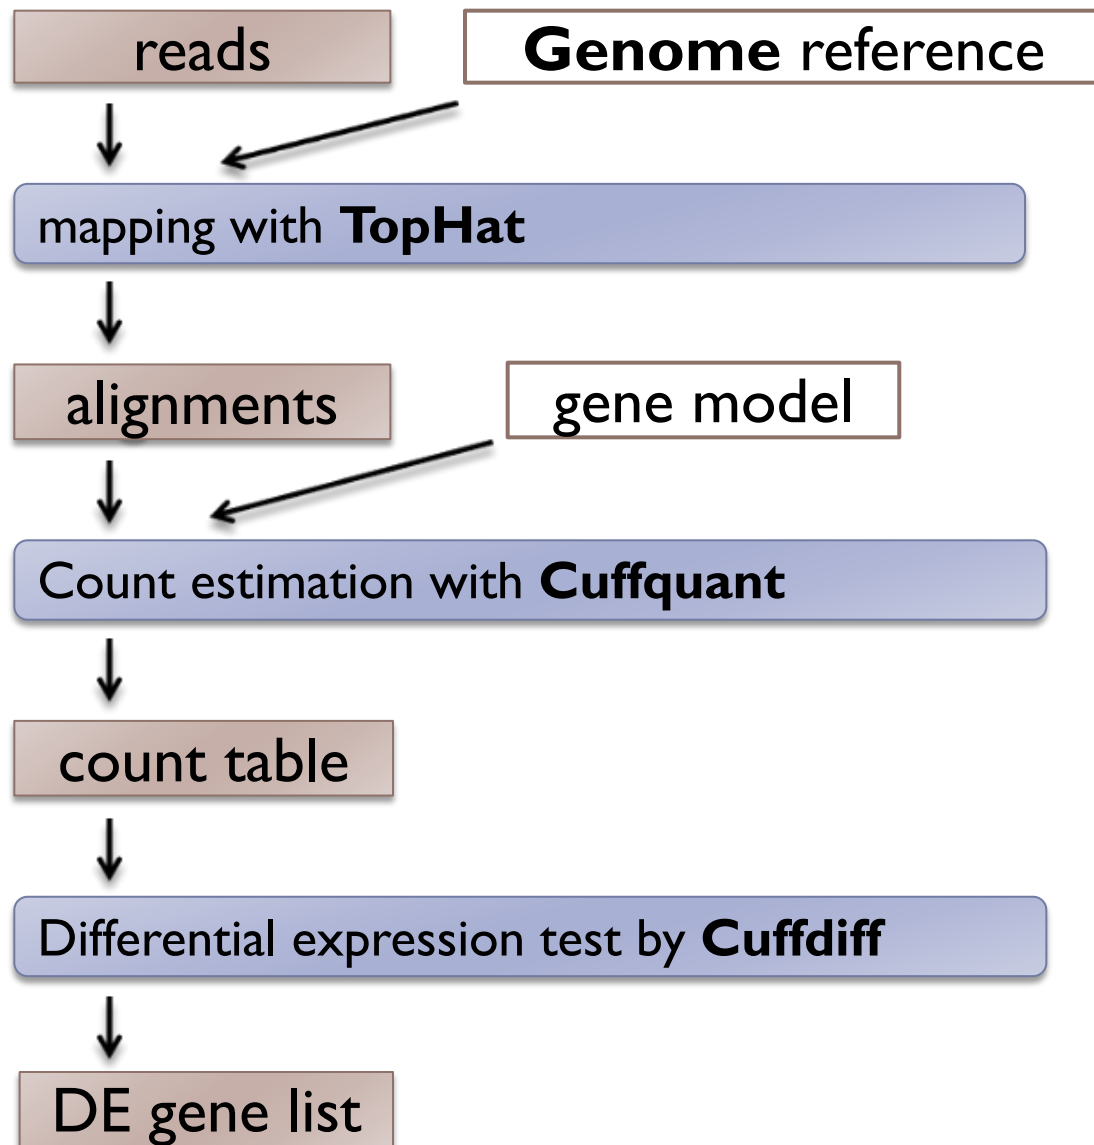 reads
Genome reference
mapping with TopHat
alignments
gene model
Count estimation with Cuffquant
count table
Differential expression test by Cuffdiff
DE gene list